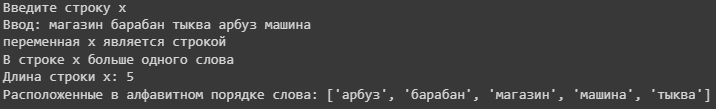 Введите строку x
Ввод: магазин барабан тыква арбуз машина
переменная x является строкой
В строке x больше одного слова
Длина строки x: 5
Расположенные в алфавитном порядке слова: ['арбуз', 'барабан', 'магазин', 'машина', 'тыква']